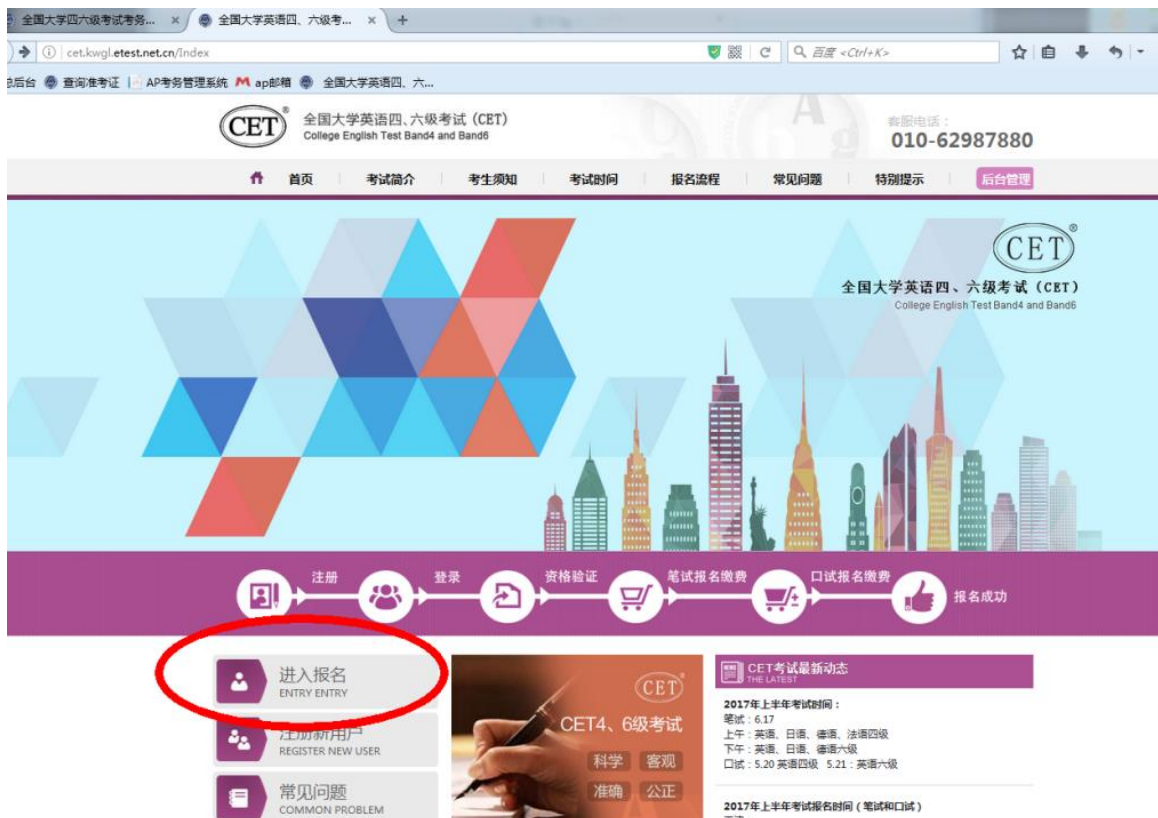 全国大学四六级考试考务... ×
全国大学英语四、六级考... × +
cet.kwgl.etest.net.cn/Index
百度 <Ctrl+K>
总后台 查询准考证 AP考务管理系统 ap邮箱 全国大学英语四、六...
CET®
全国大学英语四、六级考试（CET）
College English Test Band4 and Band6
客服电话：
010-62987880
首页 考试简介 考生须知 考试时间 报名流程 常见问题 特别提示 后台管理
CET®
全国大学英语四、六级考试（CET）
College English Test Band4 and Band6
注册 登录 资格验证 笔试报名缴费 口试报名缴费 报名成功
进入报名
ENTRY ENTRY
注册新用户
REGISTER NEW USER
常见问题
COMMON PROBLEM
CET®
CET4、6级考试
科学 客观
准确 公正
CET考试最新动态
THE LATEST
2017年上半年考试时间：
笔试：6.17
上午：英语、日语、德语、法语四级
下午：英语、日语、德语六级
口试：5.20 英语四级 5.21：英语六级
2017年上半年考试报名时间（笔试和口试）